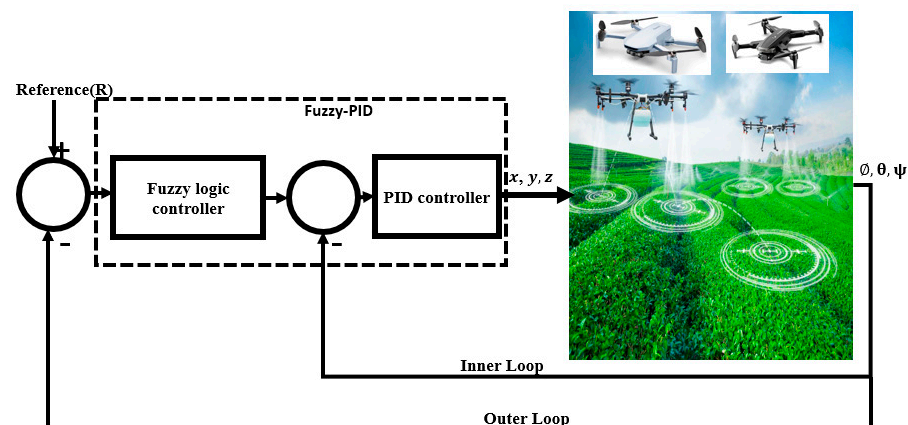 Reference(R)
+
Fuzzy-PID
Fuzzy logic
controller
PID controller
x, y, z
∅, θ, ψ
-
-
Inner Loop
Outer Loop